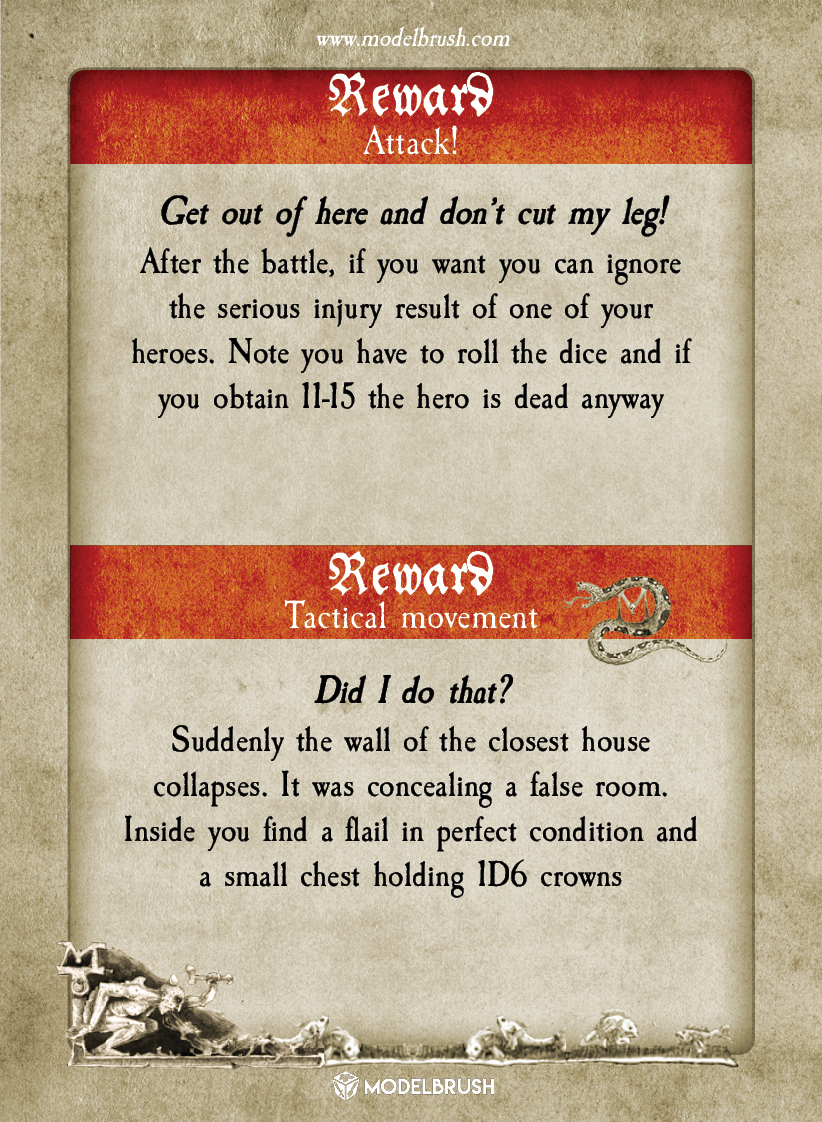 www.modelbrush.com
Reward
Attack!
Get out of here and don't cut my leg!
After the battle, if you want you can ignore
the serious injury result of one of your
heroes. Note you have to roll the dice and if
you obtain 11-15 the hero is dead anyway
Reward
Tactical movement
M
Did I do that?
Suddenly the wall of the closest house
collapses. It was concealing a false room.
Inside you find a flail in perfect condition and
a small chest holding 1D6 crowns
M
MODELBRUSH